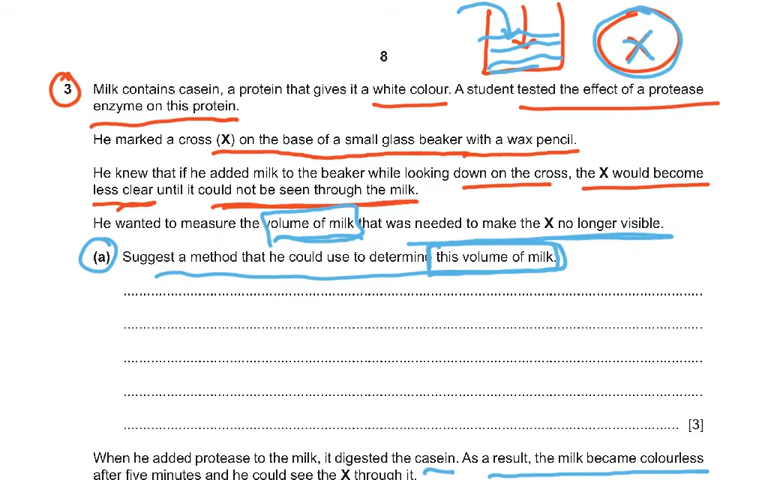 X
8
3 Milk contains casein, a protein that gives it a white colour. A student tested the effect of a protease
enzyme on this protein.
He marked a cross (X) on the base of a small glass beaker with a wax pencil.
He knew that if he added milk to the beaker while looking down on the cross, the X would become
less clear until it could not be seen through the milk.
He wanted to measure the volume of milk that was needed to make the X no longer visible.
(a) Suggest a method that he could use to determine this volume of milk.
[3]
When he added protease to the milk, it digested the casein. As a result, the milk became colourless
after five minutes and he could see the X through it.